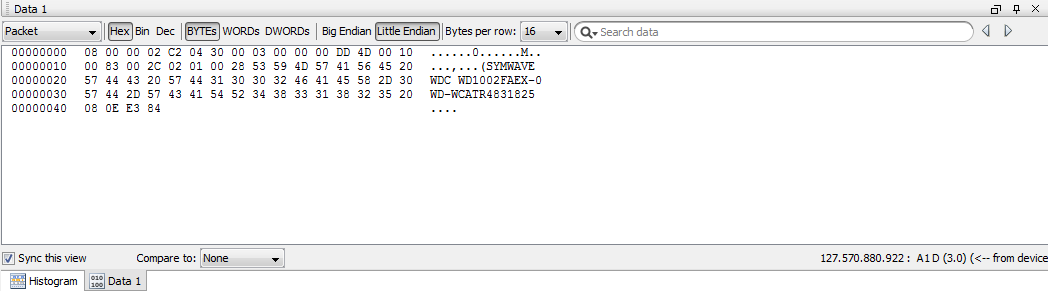 Data 1
Packet Hex Bin Dec BYTEs WORDs DWORDs Big Endian Little Endian Bytes per row: 16 Search data
00000000 08 00 00 02 C2 04 30 00 03 00 00 00 DD 4D 00 10 ......0......M..
00000010 00 83 00 2C 02 01 00 28 53 59 4D 57 41 56 45 20 ...,...(SYMWAVE
00000020 57 44 43 20 57 44 31 30 30 32 46 41 45 58 2D 30 WDC WD1002FAEX-0
00000030 57 44 2D 57 43 41 54 52 34 38 33 31 38 32 35 20 WD-WCATR4831825
00000040 08 0E E3 84 ....
Sync this view Compare to: None 127.570.880.922 : A1 D (3.0) (<-- from device
Histogram 010 100 Data 1